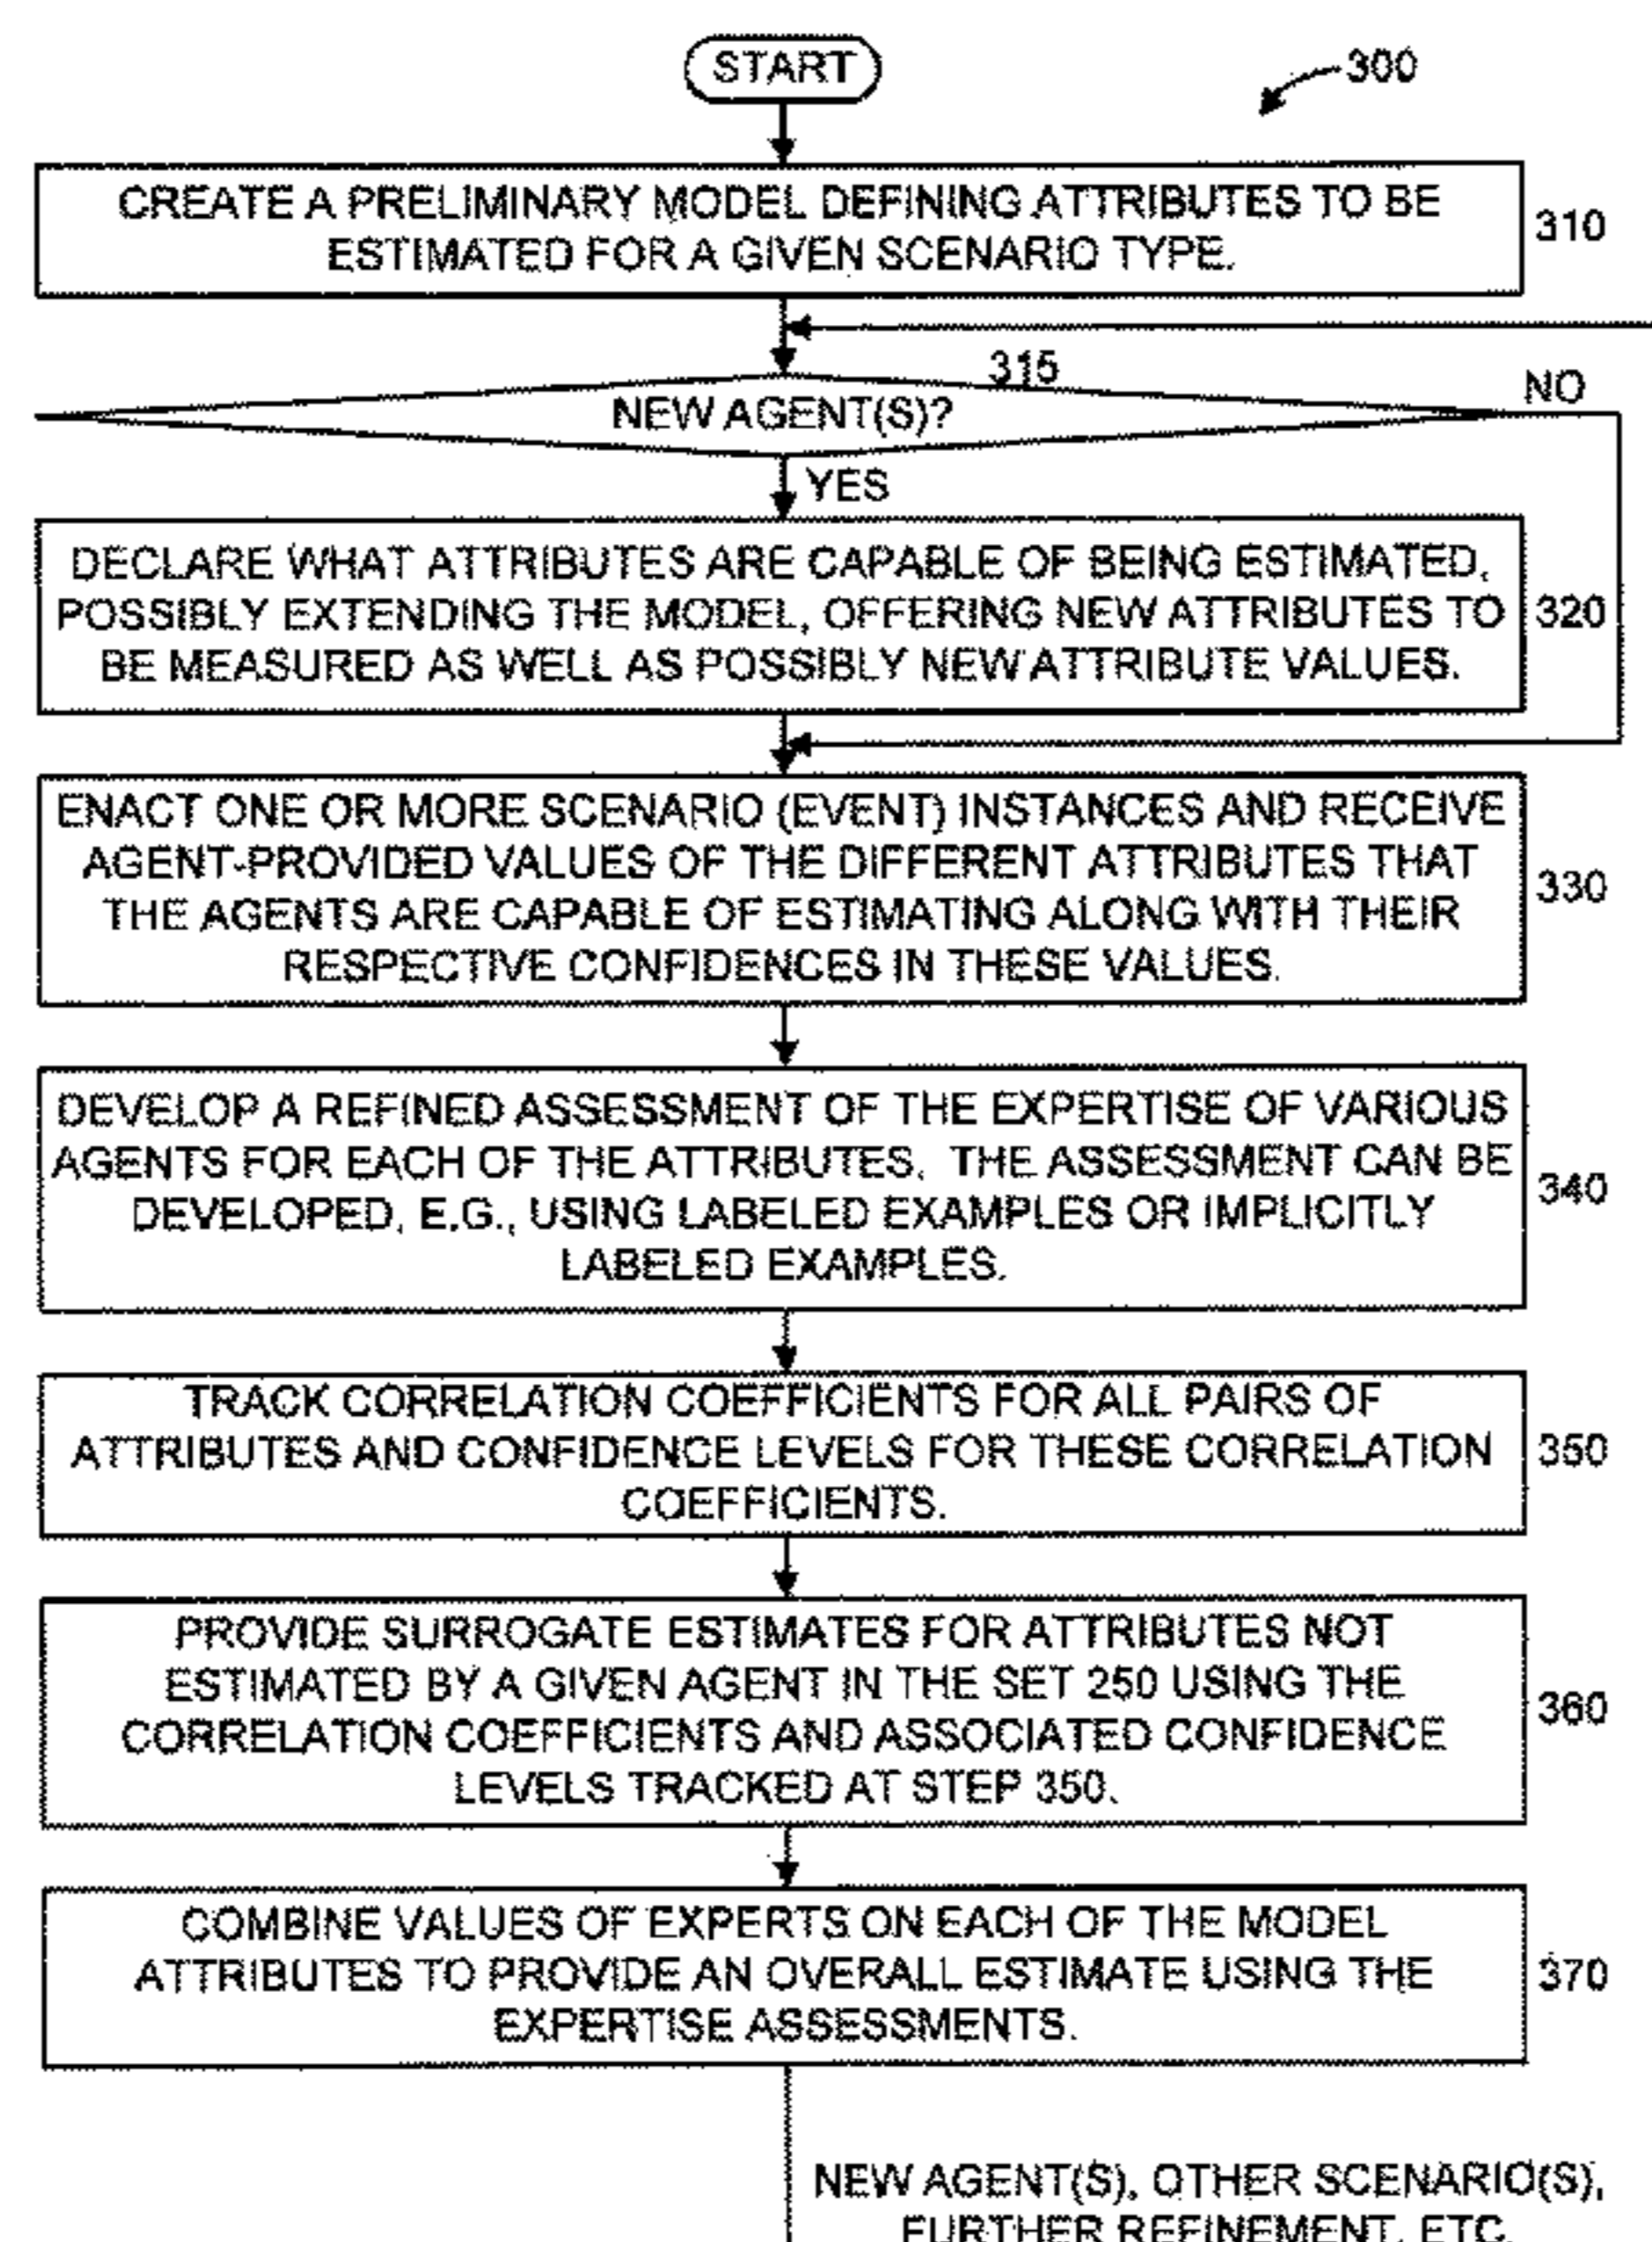 START
300
CREATE A PRELIMINARY MODEL DEFINING ATTRIBUTES TO BE
ESTIMATED FOR A GIVEN SCENARIO TYPE.
310
315
NEW AGENT(S)?
NO
YES
DECLARE WHAT ATTRIBUTES ARE CAPABLE OF BEING ESTIMATED,
POSSIBLY EXTENDING THE MODEL, OFFERING NEW ATTRIBUTES TO
BE MEASURED AS WELL AS POSSIBLY NEW ATTRIBUTE VALUES.
320
ENACT ONE OR MORE SCENARIO (EVENT) INSTANCES AND RECEIVE
AGENT-PROVIDED VALUES OF THE DIFFERENT ATTRIBUTES THAT
THE AGENTS ARE CAPABLE OF ESTIMATING ALONG WITH THEIR
RESPECTIVE CONFIDENCES IN THESE VALUES.
330
DEVELOP A REFINED ASSESSMENT OF THE EXPERTISE OF VARIOUS
AGENTS FOR EACH OF THE ATTRIBUTES. THE ASSESSMENT CAN BE
DEVELOPED, E.G., USING LABELED EXAMPLES OR IMPLICITLY
LABELED EXAMPLES.
340
TRACK CORRELATION COEFFICIENTS FOR ALL PAIRS OF
ATTRIBUTES AND CONFIDENCE LEVELS FOR THESE CORRELATION
COEFFICIENTS.
350
PROVIDE SURROGATE ESTIMATES FOR ATTRIBUTES NOT
ESTIMATED BY A GIVEN AGENT IN THE SET 250 USING THE
CORRELATION COEFFICIENTS AND ASSOCIATED CONFIDENCE
LEVELS TRACKED AT STEP 350.
360
COMBINE VALUES OF EXPERTS ON EACH OF THE MODEL
ATTRIBUTES TO PROVIDE AN OVERALL ESTIMATE USING THE
EXPERTISE ASSESSMENTS.
370
NEW AGENT(S), OTHER SCENARIO(S),
FURTHER REFINEMENT, ETC.